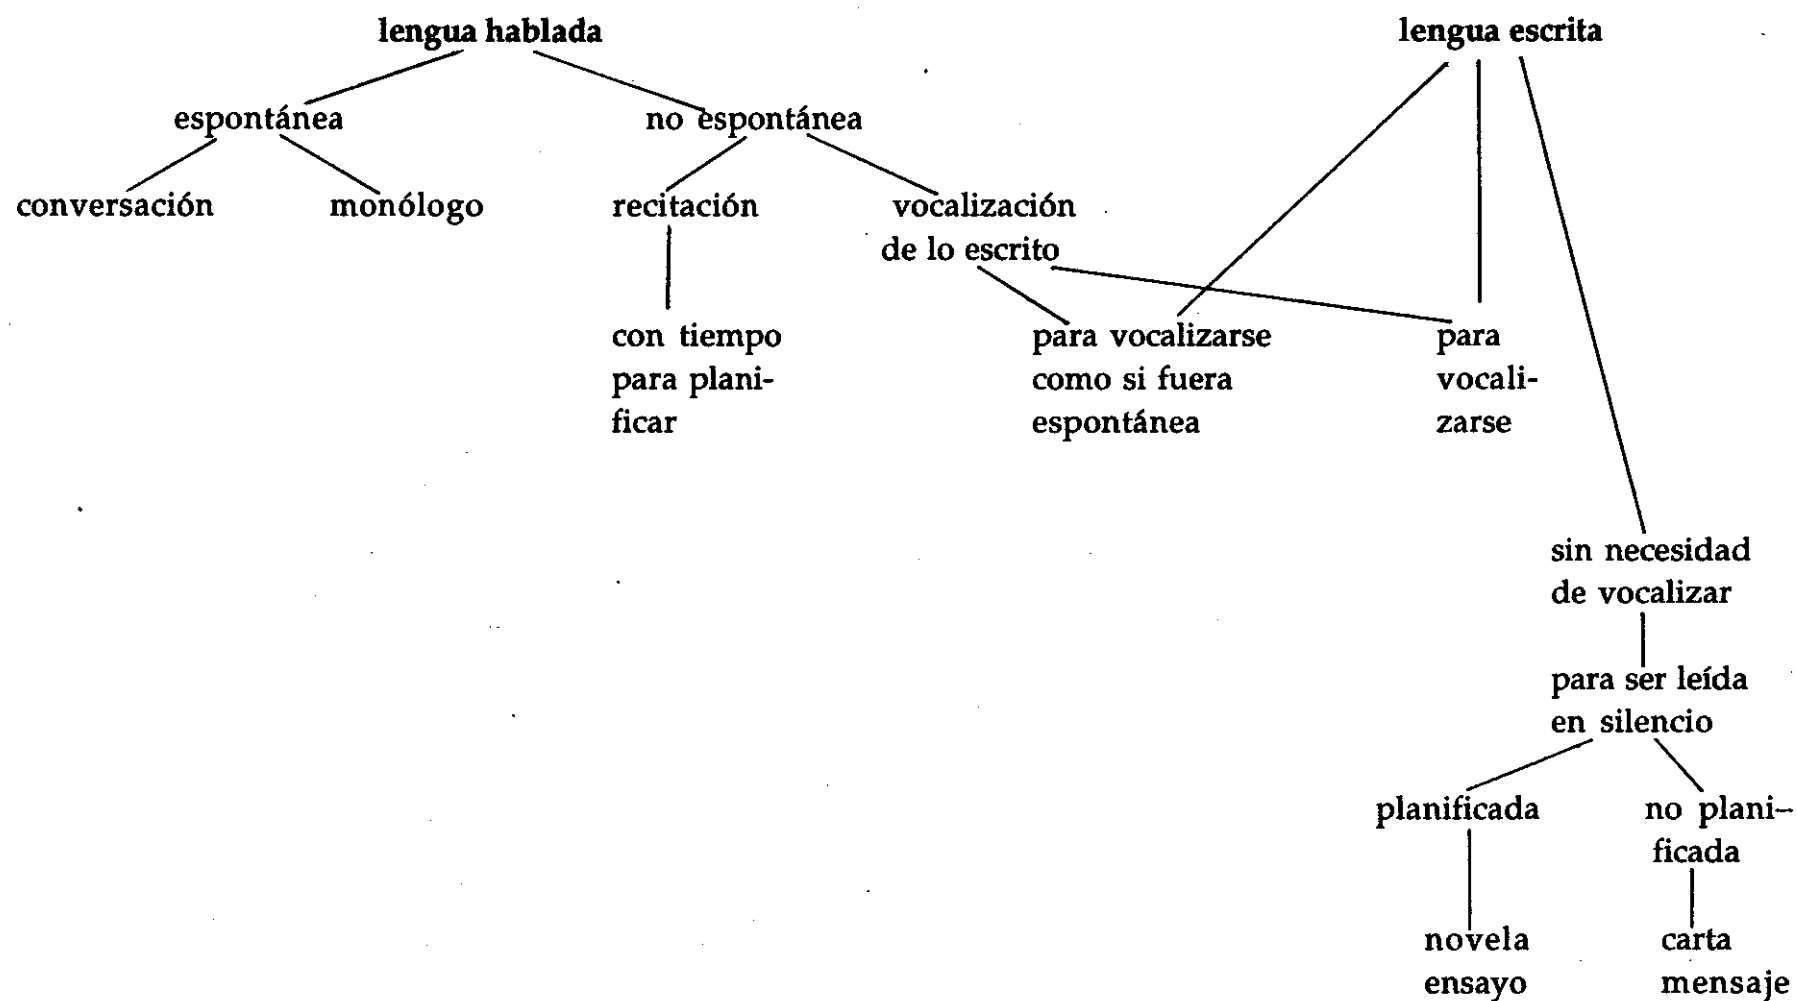 lengua hablada
lengua escrita
espontánea
no espontánea
conversación
monólogo
recitación
vocalización
de lo escrito
con tiempo
para plani-
ficar
para vocalizarse
como si fuera
espontánea
para
vocali-
zarse
sin necesidad
de vocalizar
para ser leída
en silencio
planificada
no plani-
ficada
novela
ensayo
carta
mensaje